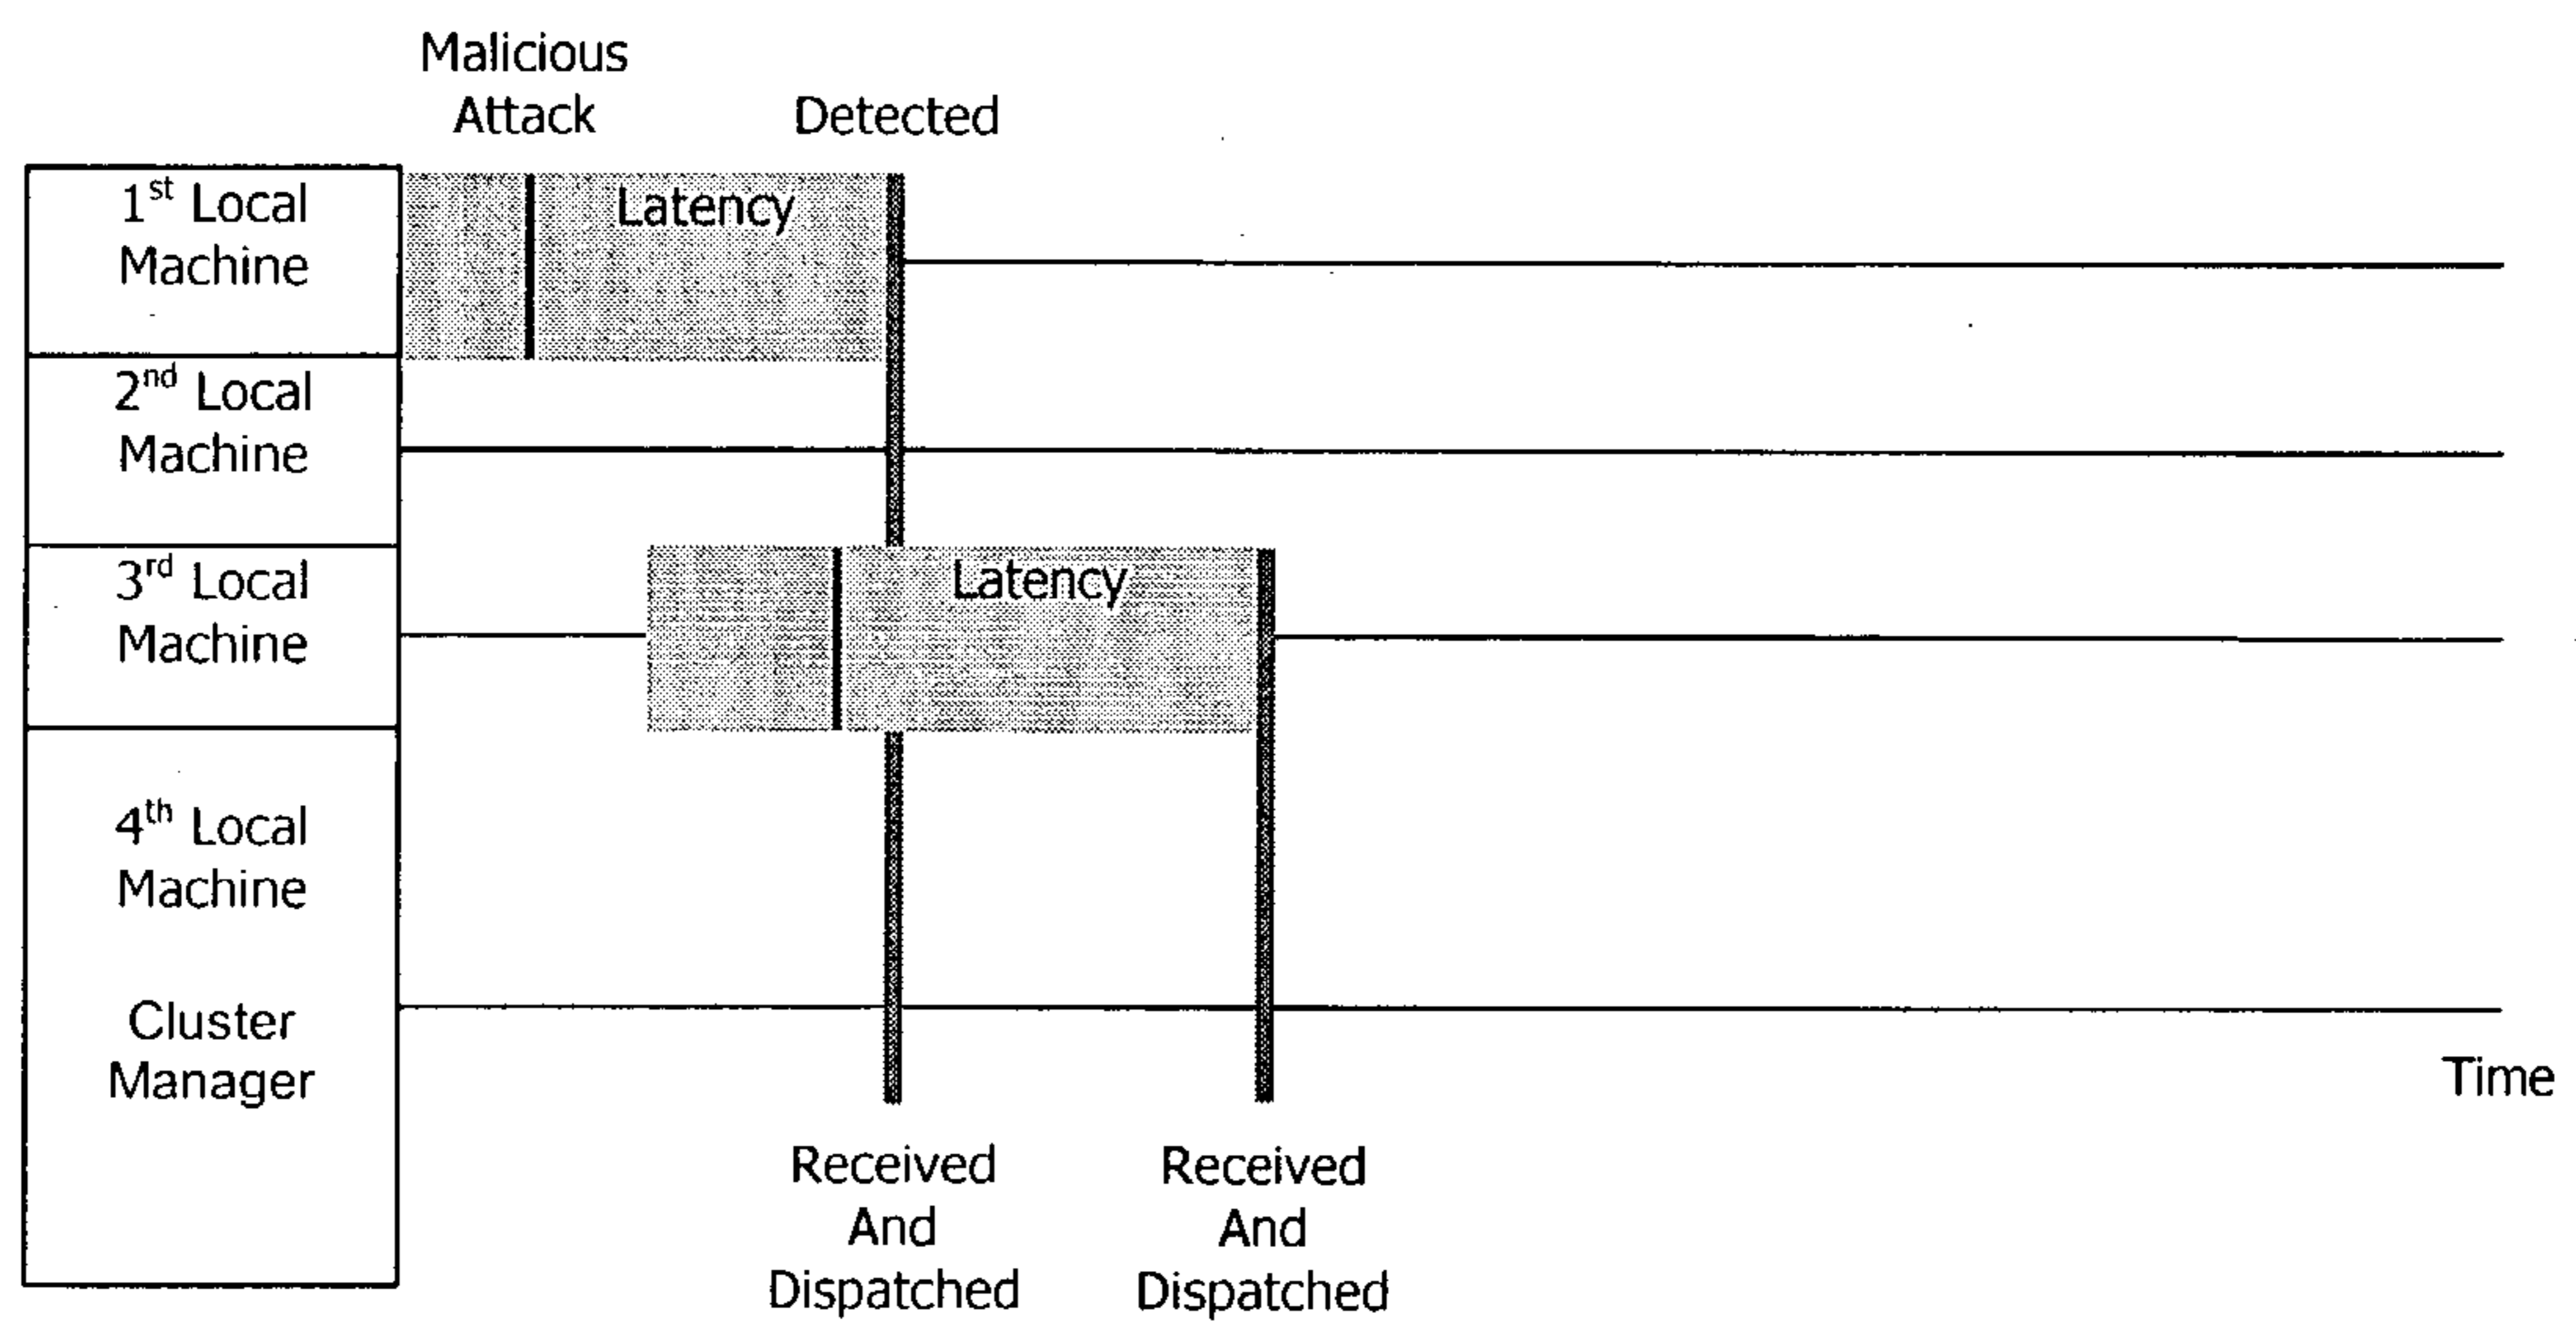 Malicious
Attack
Detected
1st Local
Machine
Latency
2nd Local
Machine
3rd Local
Machine
Latency
4th Local
Machine
Cluster
Manager
Time
Received
And
Dispatched
Received
And
Dispatched